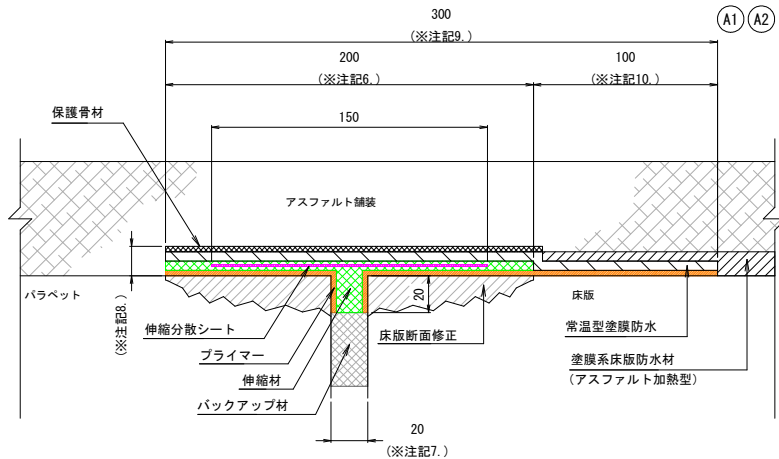 300
(※注記9.)
A1 A2
200
(※注記6.)
100
(※注記10.)
保護骨材
150
アスファルト舗装
パラペット
(※注記8.)
20
床版
伸縮分散シート
床版断面修正
常温型塗膜防水
プライマー
塗膜系床版防水材
(アスファルト加熱型)
伸縮材
バックアップ材
20
(※注記7.)